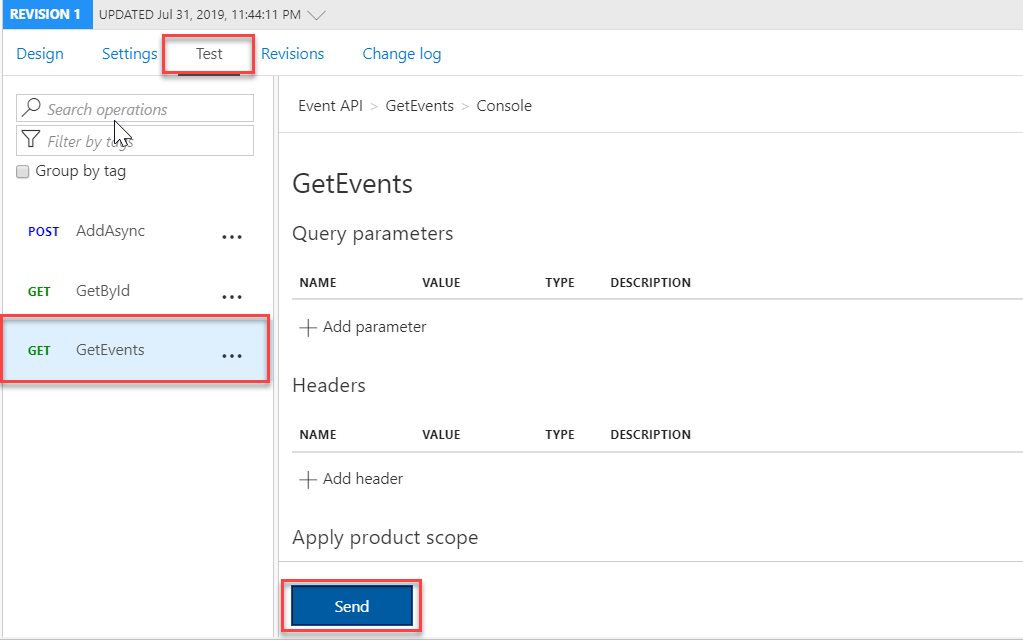 REVISION 1 UPDATED Jul 31, 2019, 11:44:11 PM
Design Settings Test Revisions Change log
Search operations
Filter by tags
Group by tag
POST AddAsync ...
GET GetById ...
GET GetEvents ...
Event API > GetEvents > Console
GetEvents
Query parameters
NAME VALUE TYPE DESCRIPTION
Add parameter
Headers
NAME VALUE TYPE DESCRIPTION
Add header
Apply product scope
Send